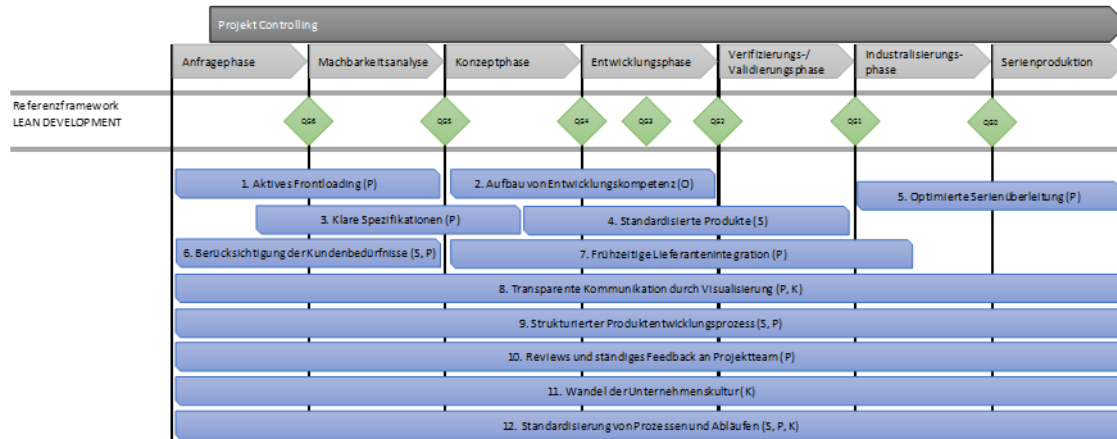 Projekt Controlling
Anfragephase
Machbarkeitsanalyse
Konzeptphase
Entwicklungsphase
Verifizierungs-/
Validierungsphase
Industralisierungs-
phase
Serienproduktion
Referenzframework
LEAN DEVELOPMENT
QG6
QG5
QG4
QG3
QG2
QG1
QG0
1. Aktives Frontloading (P)
2. Aufbau von Entwicklungskompetenz (O)
5. Optimierte Serienüberleitung (P)
3. Klare Spezifikationen (P)
4. Standardisierte Produkte (S)
6. Berücksichtigung der Kundenbedürfnisse (S, P)
7. Frühzeitige Lieferantenintegration (P)
8. Transparente Kommunikation durch Visualisierung (P, K)
9. Strukturierter Produktentwicklungsprozess (S, P)
10. Reviews und ständiges Feedback an Projektteam (P)
11. Wandel der Unternehmenskultur (K)
12. Standardisierung von Prozessen und Abläufen (S, P, K)